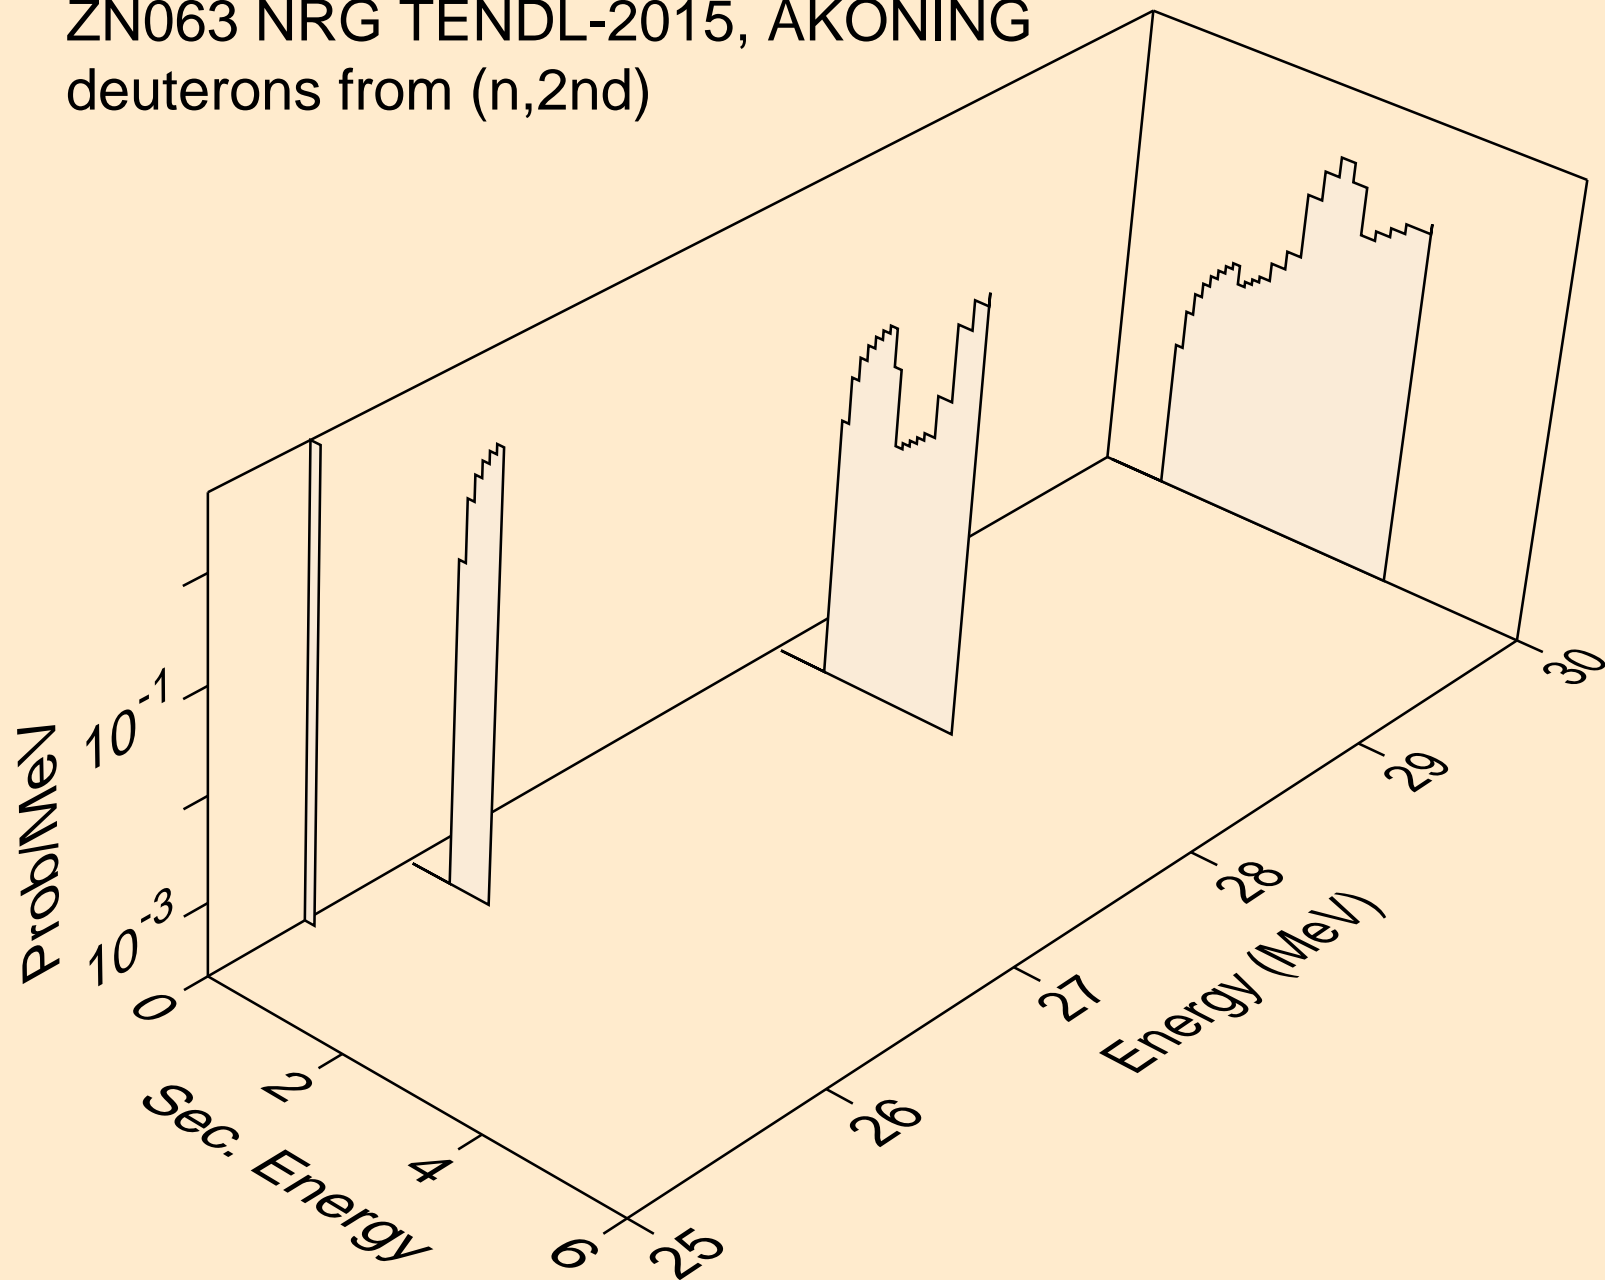 ZN063 NRG TENDL-2015, AKONING
deuterons from (n,2nd)
Prob/MeV
10-1
10-3
0
2
4
6
Sec. Energy
25
26
27
28
29
30
Energy (MeV)